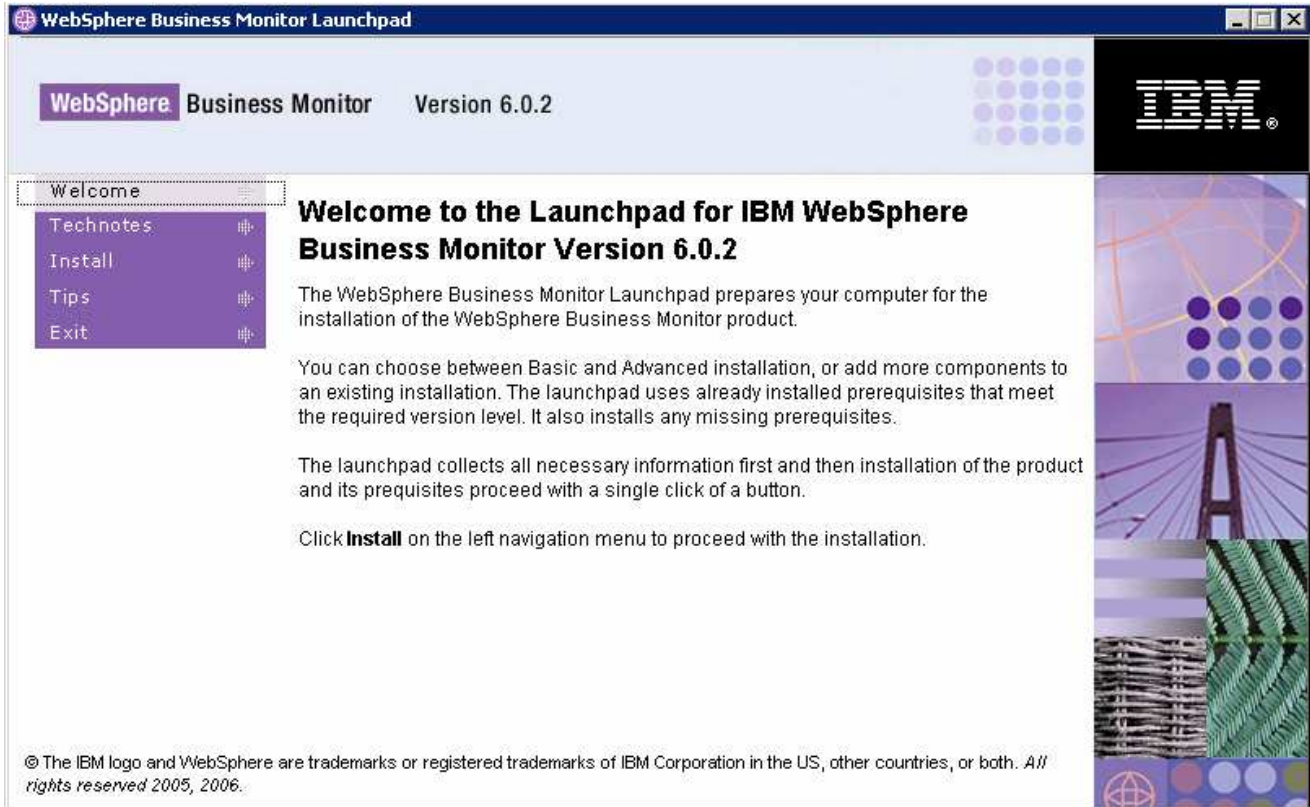 WebSphere Business Monitor Launchpad
WebSphere Business Monitor Version 6.0.2
IBM®
Welcome
Technotes
Install
Tips
Exit
Welcome to the Launchpad for IBM WebSphere
Business Monitor Version 6.0.2
The WebSphere Business Monitor Launchpad prepares your computer for the
installation of the WebSphere Business Monitor product.
You can choose between Basic and Advanced installation, or add more components to
an existing installation. The launchpad uses already installed prerequisites that meet
the required version level. It also installs any missing prerequisites.
The launchpad collects all necessary information first and then installation of the product
and its prequisites proceed with a single click of a button.
Click Install on the left navigation menu to proceed with the installation.
© The IBM logo and WebSphere are trademarks or registered trademarks of IBM Corporation in the US, other countries, or both. All
rights reserved 2005, 2006.